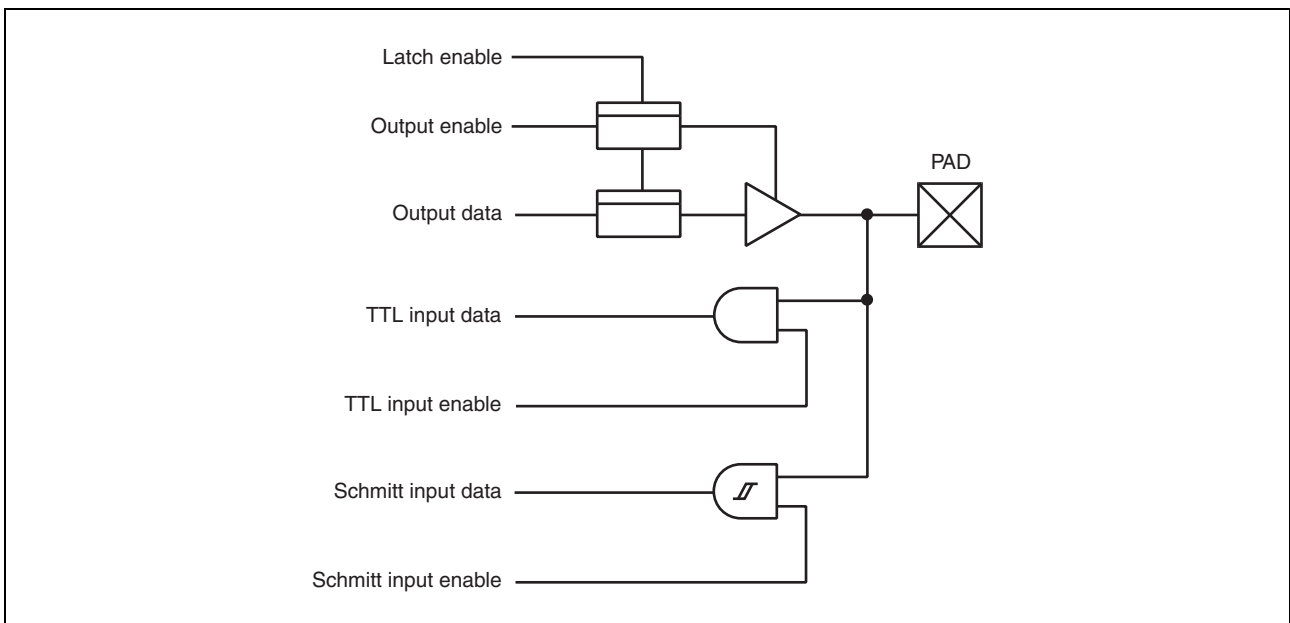 Latch enable
Output enable
PAD
Output data
TTL input data
TTL input enable
Schmitt input data
Schmitt input enable